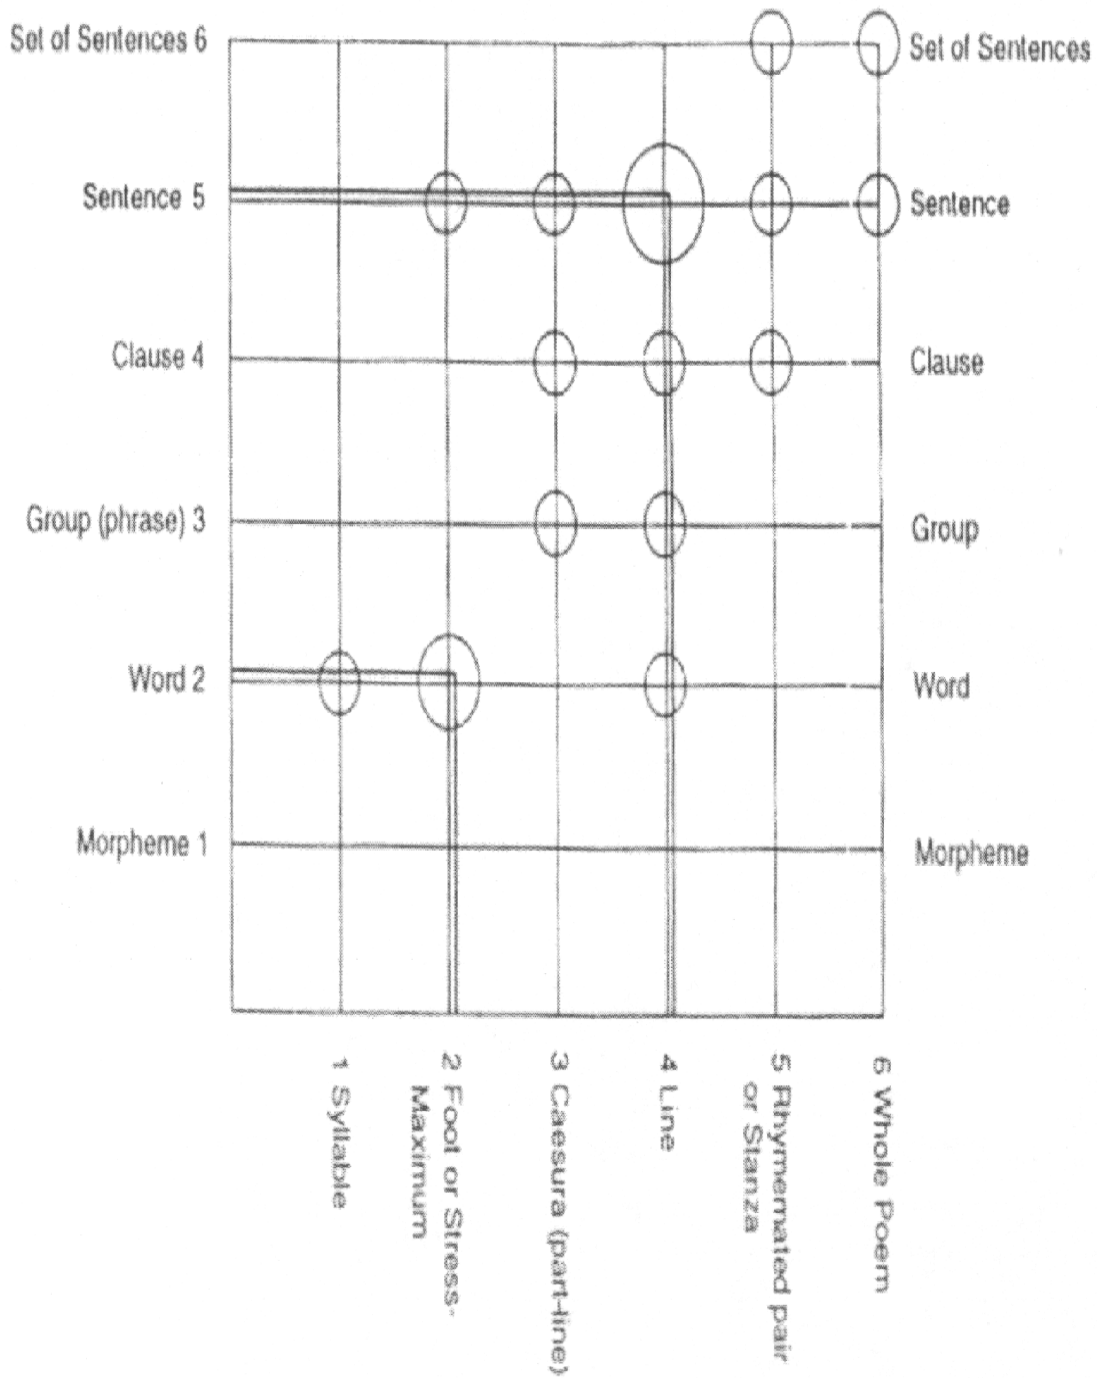 Set of Sentences 6
Set of Sentences
Sentence 5
Sentence
Clause 4
Clause
Group (phrase) 3
Group
Word 2
Word
Morpheme 1
Morpheme
1 Syllable
2 Foot or Stress-
Maximum
3 Caesura (part-line)
4 Line
5 Rhymemated pair
or Stanza
6 Whole Poem